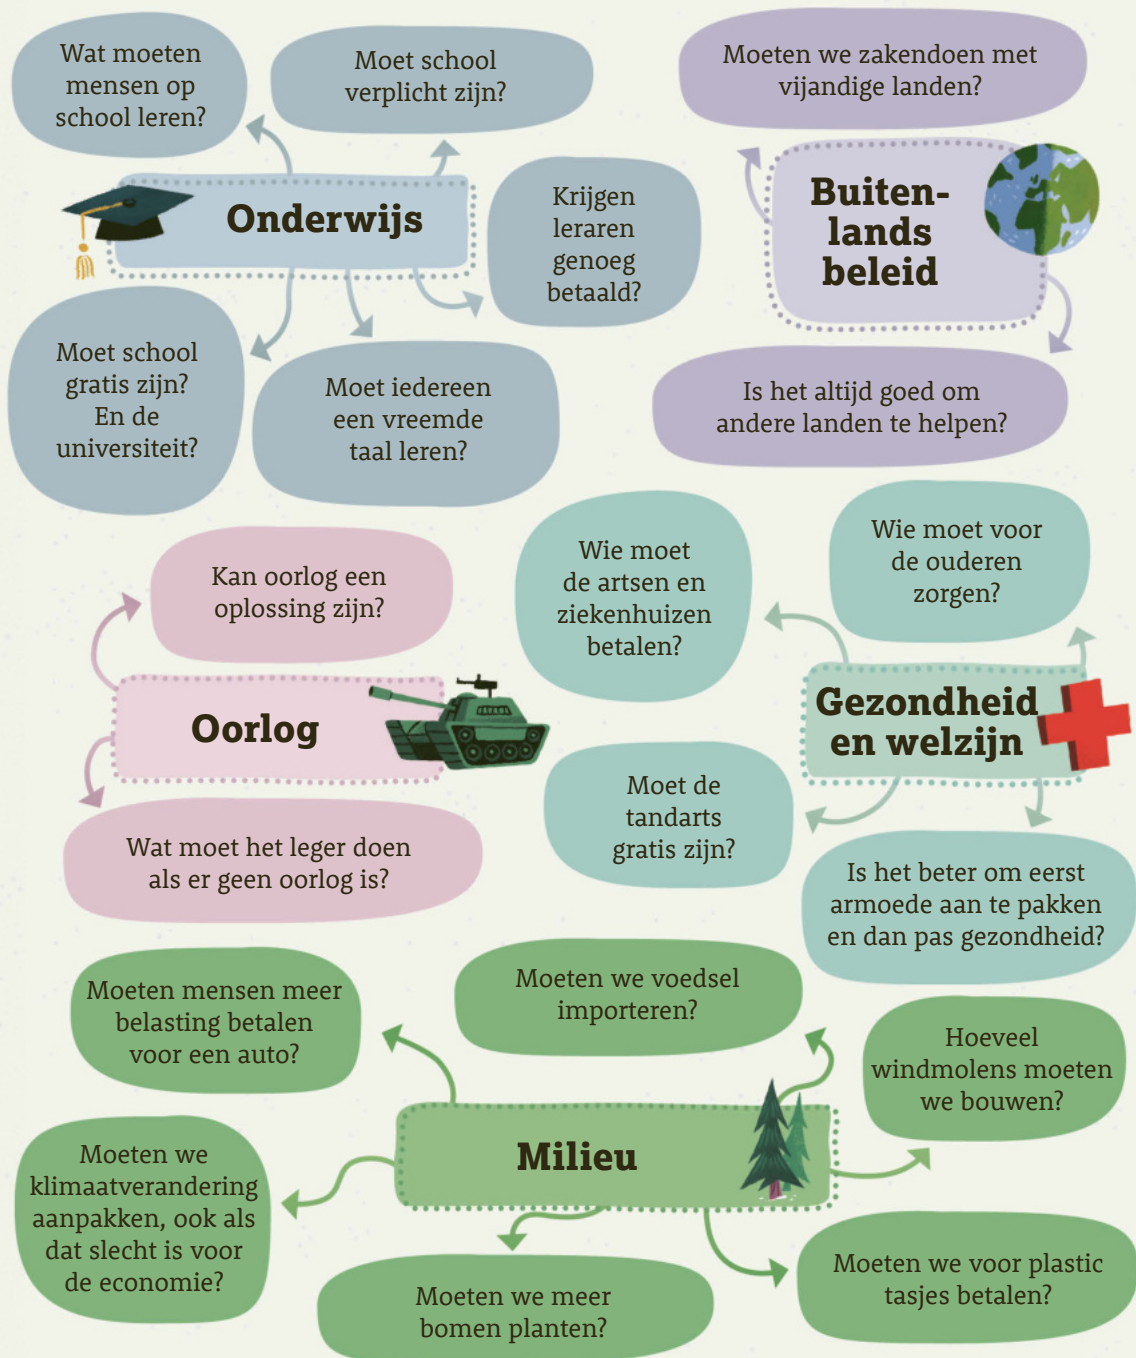 Wat moeten
mensen op
school leren?
Moet school
verplicht zijn?
Onderwijs
Krijgen
leraren
genoeg
betaald?
Moet school
gratis zijn?
En de
universiteit?
Moet iedereen
een vreemde
taal leren?
Moeten we zakendoen met
vijandige landen?
Buiten-
lands
beleid
Is het altijd goed om
andere landen te helpen?
Kan oorlog een
oplossing zijn?
Oorlog
Wat moet het leger doen
als er geen oorlog is?
Wie moet
de artsen en
ziekenhuizen
betalen?
Wie moet voor
de ouderen
zorgen?
Gezondheid
en welzijn
Moet de
tandarts
gratis zijn?
Is het beter om eerst
armoede aan te pakken
en dan pas gezondheid?
Moeten mensen meer
belasting betalen
voor een auto?
Moeten we voedsel
importeren?
Hoeveel
windmolens moeten
we bouwen?
Milieu
Moeten we
klimaatverandering
aanpakken, ook als
dat slecht is voor
de economie?
Moeten we meer
bomen planten?
Moeten we voor plastic
tasjes betalen?